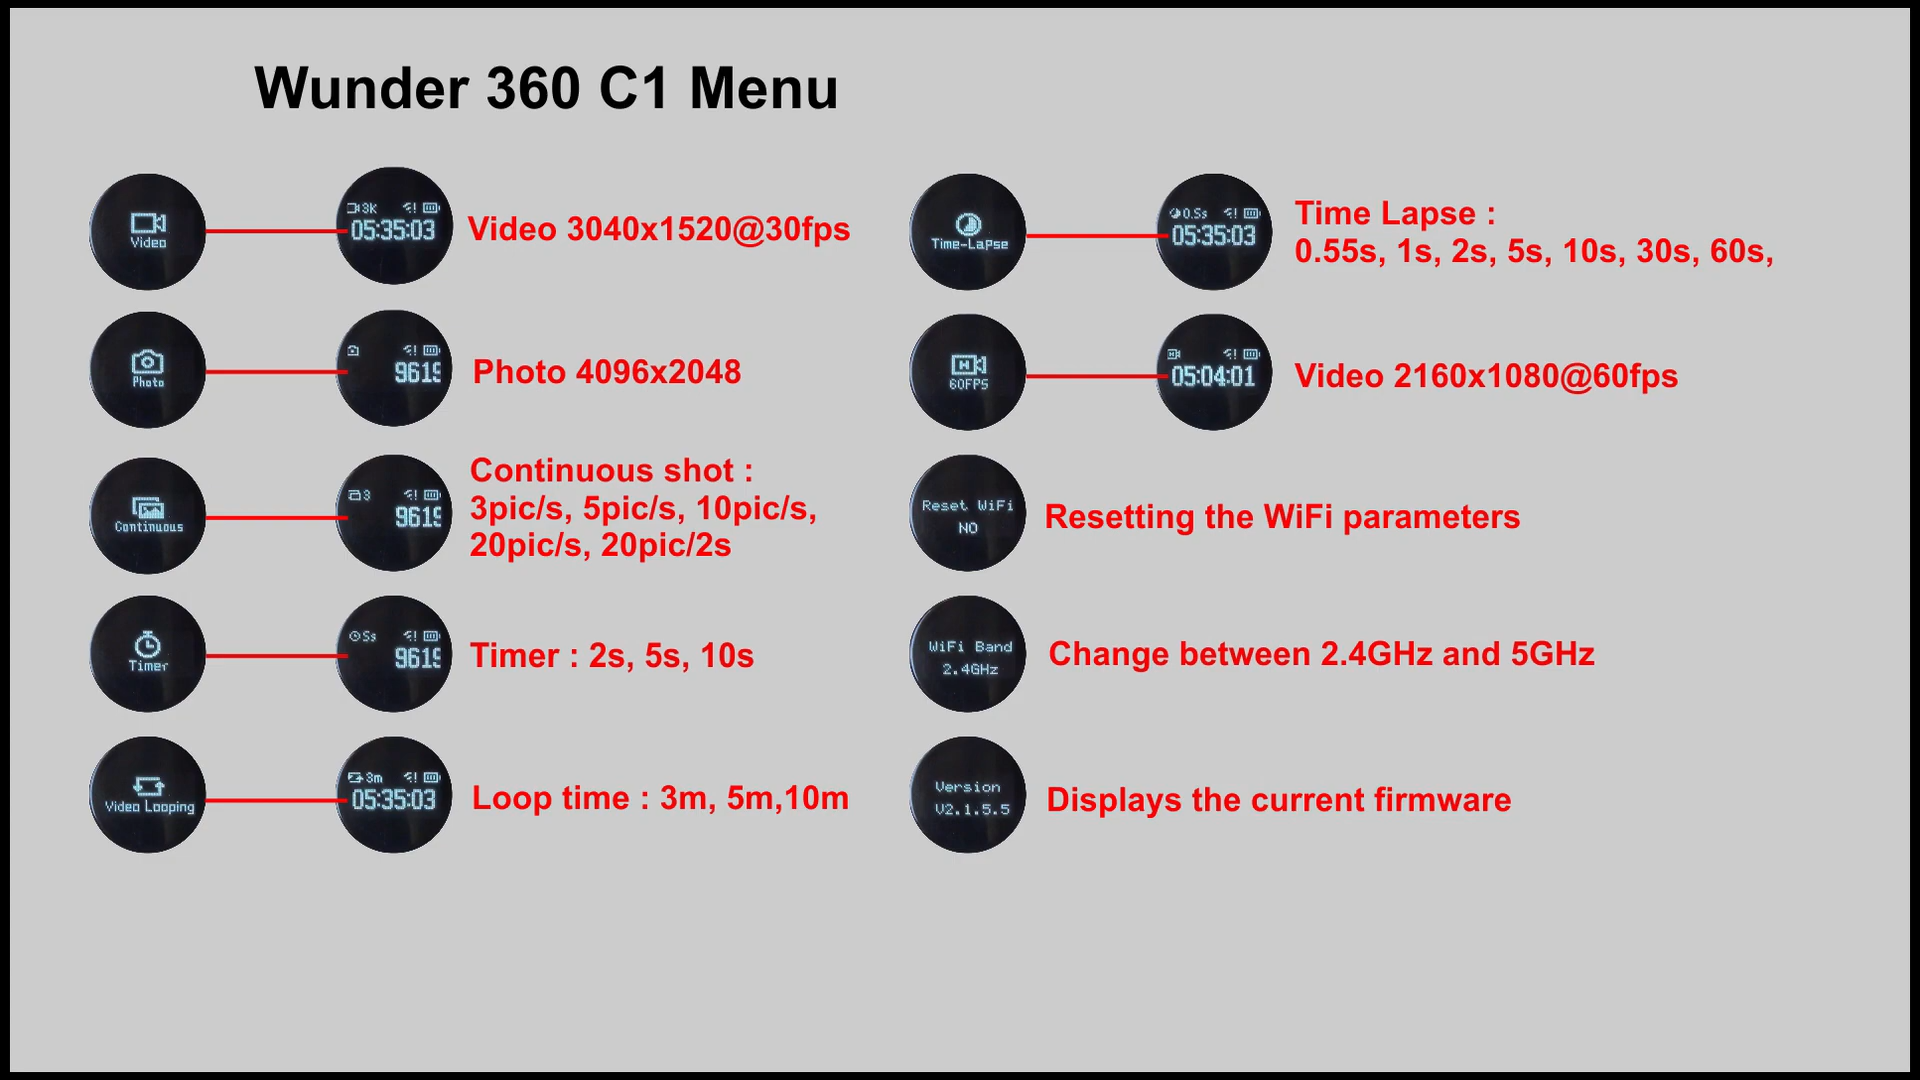 Wunder 360 C1 Menu
Video
3K
05:35:03
Video 3040x1520@30fps
Photo
9619
Photo 4096x2048
Continuous
3
9619
Continuous shot :
3pic/s, 5pic/s, 10pic/s,
20pic/s, 20pic/2s
Timer
5s
9619
Timer : 2s, 5s, 10s
Video Looping
3m
05:35:03
Loop time : 3m, 5m,10m
Time-Lapse
0.5s
05:35:03
Time Lapse :
0.55s, 1s, 2s, 5s, 10s, 30s, 60s,
H
60FPS
H
05:04:01
Video 2160x1080@60fps
Reset WiFi
NO
Resetting the WiFi parameters
WiFi Band
2.4GHz
Change between 2.4GHz and 5GHz
Version
V2.1.5.5
Displays the current firmware